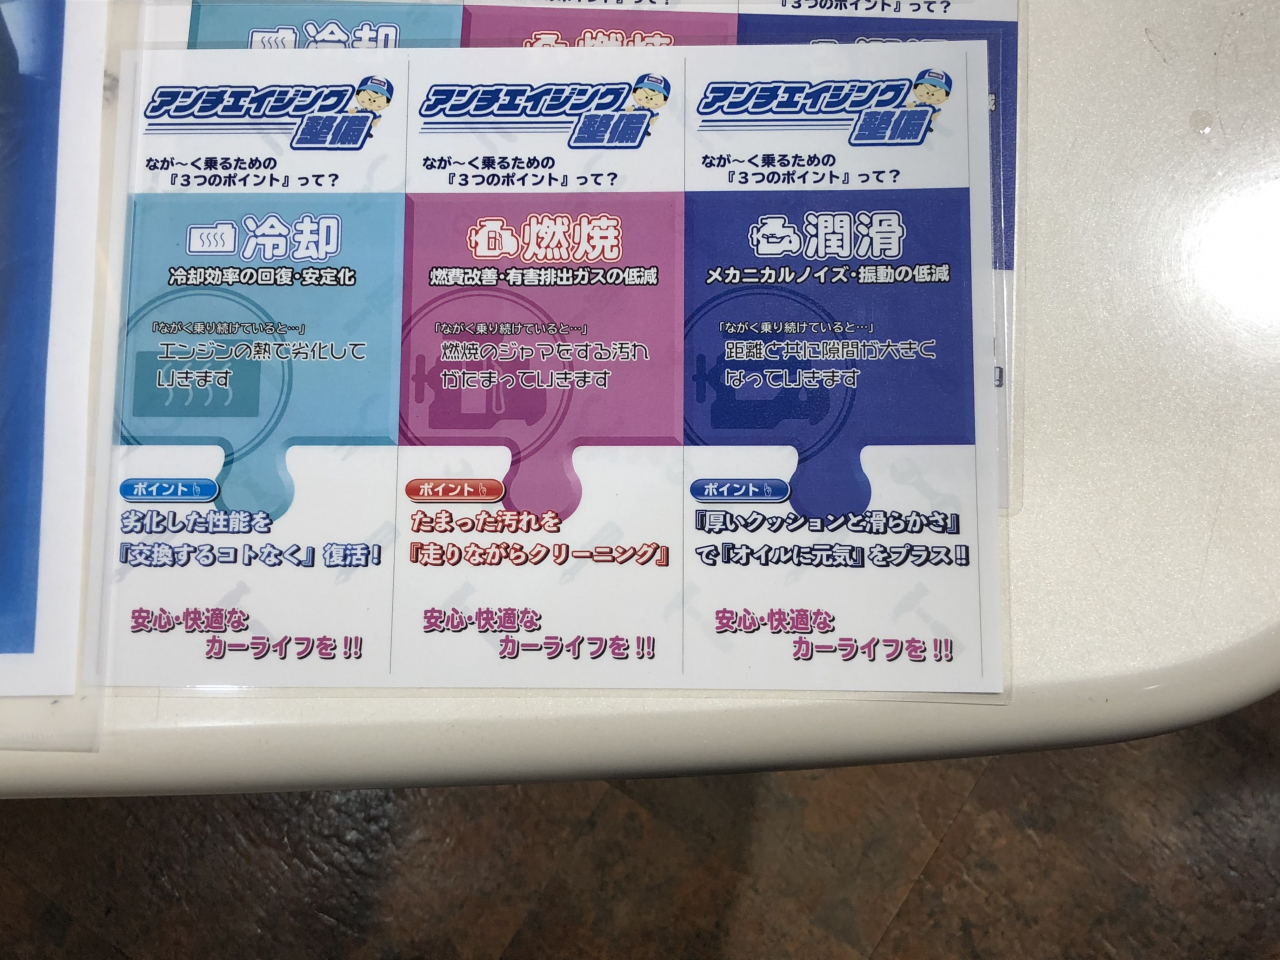 『3つのポイント』って?
冷却
燃焼
アンチエイジング
整備
なが～く乗るための
『3つのポイント』って?
冷却
冷却効率の回復・安定化
「ながく乗り続けていると…」
エンジンの熱で劣化して
いきます
ポイント
劣化した性能を
『交換するコトなく』復活!
安心・快適な
カーライフを!!
アンチエイジング
整備
なが～く乗るための
『3つのポイント』って?
燃焼
燃費改善・有害排出ガスの低減
「ながく乗り続けていると…」
燃焼のジャマをする汚れ
がたまっていきます
ポイント
たまった汚れを
『走りながらクリーニング』
安心・快適な
カーライフを!!
アンチエイジング
整備
なが～く乗るための
『3つのポイント』って?
潤滑
メカニカルノイズ・振動の低減
「ながく乗り続けていると…」
距離と共に隙間が大きく
なっていきます
ポイント
『厚いクッションと滑らかさ』
で『オイルに元気』をプラス!!
安心・快適な
カーライフを!!